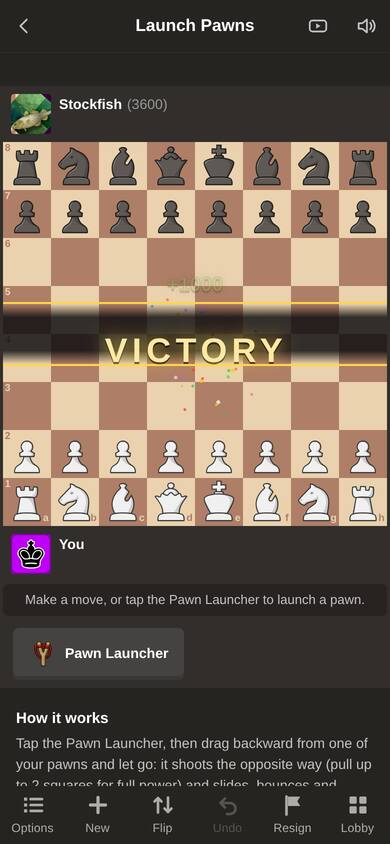 Launch Pawns
Stockfish (3600)
8
7
6
5
+1000
4
VICTORY
3
2
1
a b c d e f g h
You
Make a move, or tap the Pawn Launcher to launch a pawn.
Pawn Launcher
How it works
Tap the Pawn Launcher, then drag backward from one of
your pawns and let go: it shoots the opposite way (pull up
to 2 squares for full power) and slides, bounces and
Options New Flip Undo Resign Lobby